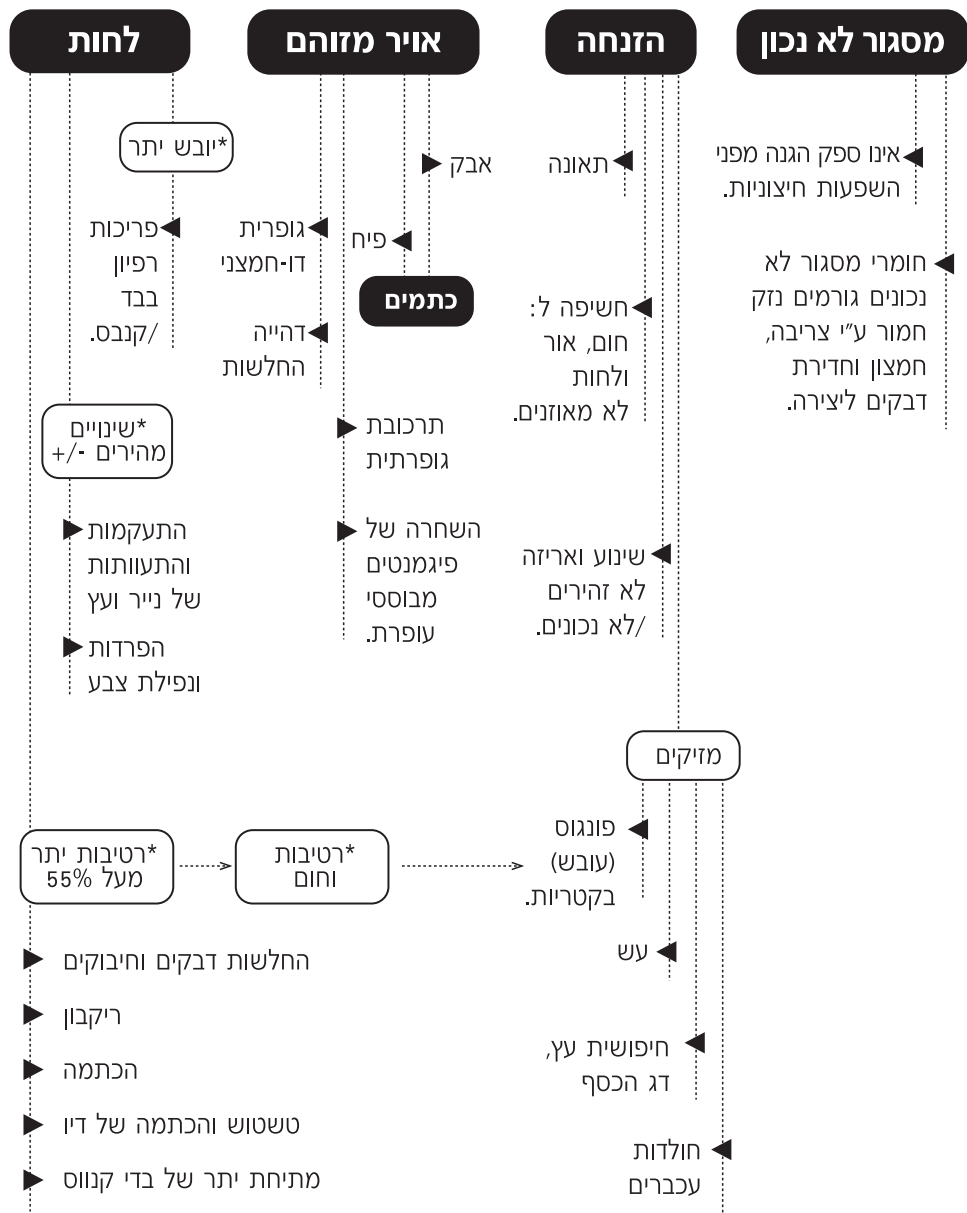 מסגור לא נכון
אינו ספק הגנה מפני
השפעות חיצוניות.
חומרי מסגור לא
נכונים גורמים נזק
חמור ע״י צריבה,
חמצון וחדירת
דבקים ליצירה.
הזנחה
תאונה
חשיפה ל:
חום, אור
ולחות
לא מאוזנים.
שינוע ואריזה
לא זהירים
/לא נכונים.
מזיקים
פונגוס
(עובש)
בקטריות.
עש
חיפושית עץ,
דג הכסף
חולדות
עכברים
אויר מזוהם
אבק
פיח
כתמים
גופרית
דו-חמצני
דהייה
החלשות
תרכובת
גופרתית
השחרה של
פיגמנטים
מבוססי
עופרת.
לחות
*יובש יתר
פריכות
רפיון
בבד
/קנבס.
*שינויים
מהירים -/+
התעקמות
והתעוותות
של נייר ועץ
הפרדות
ונפילת צבע
*רטיבות יתר
מעל 55%
*רטיבות
וחום
החלשות דבקים וחיבוקים
ריקבון
הכתמה
טשטוש והכתמה של דיו
מתיחת יתר של בדי קנווס